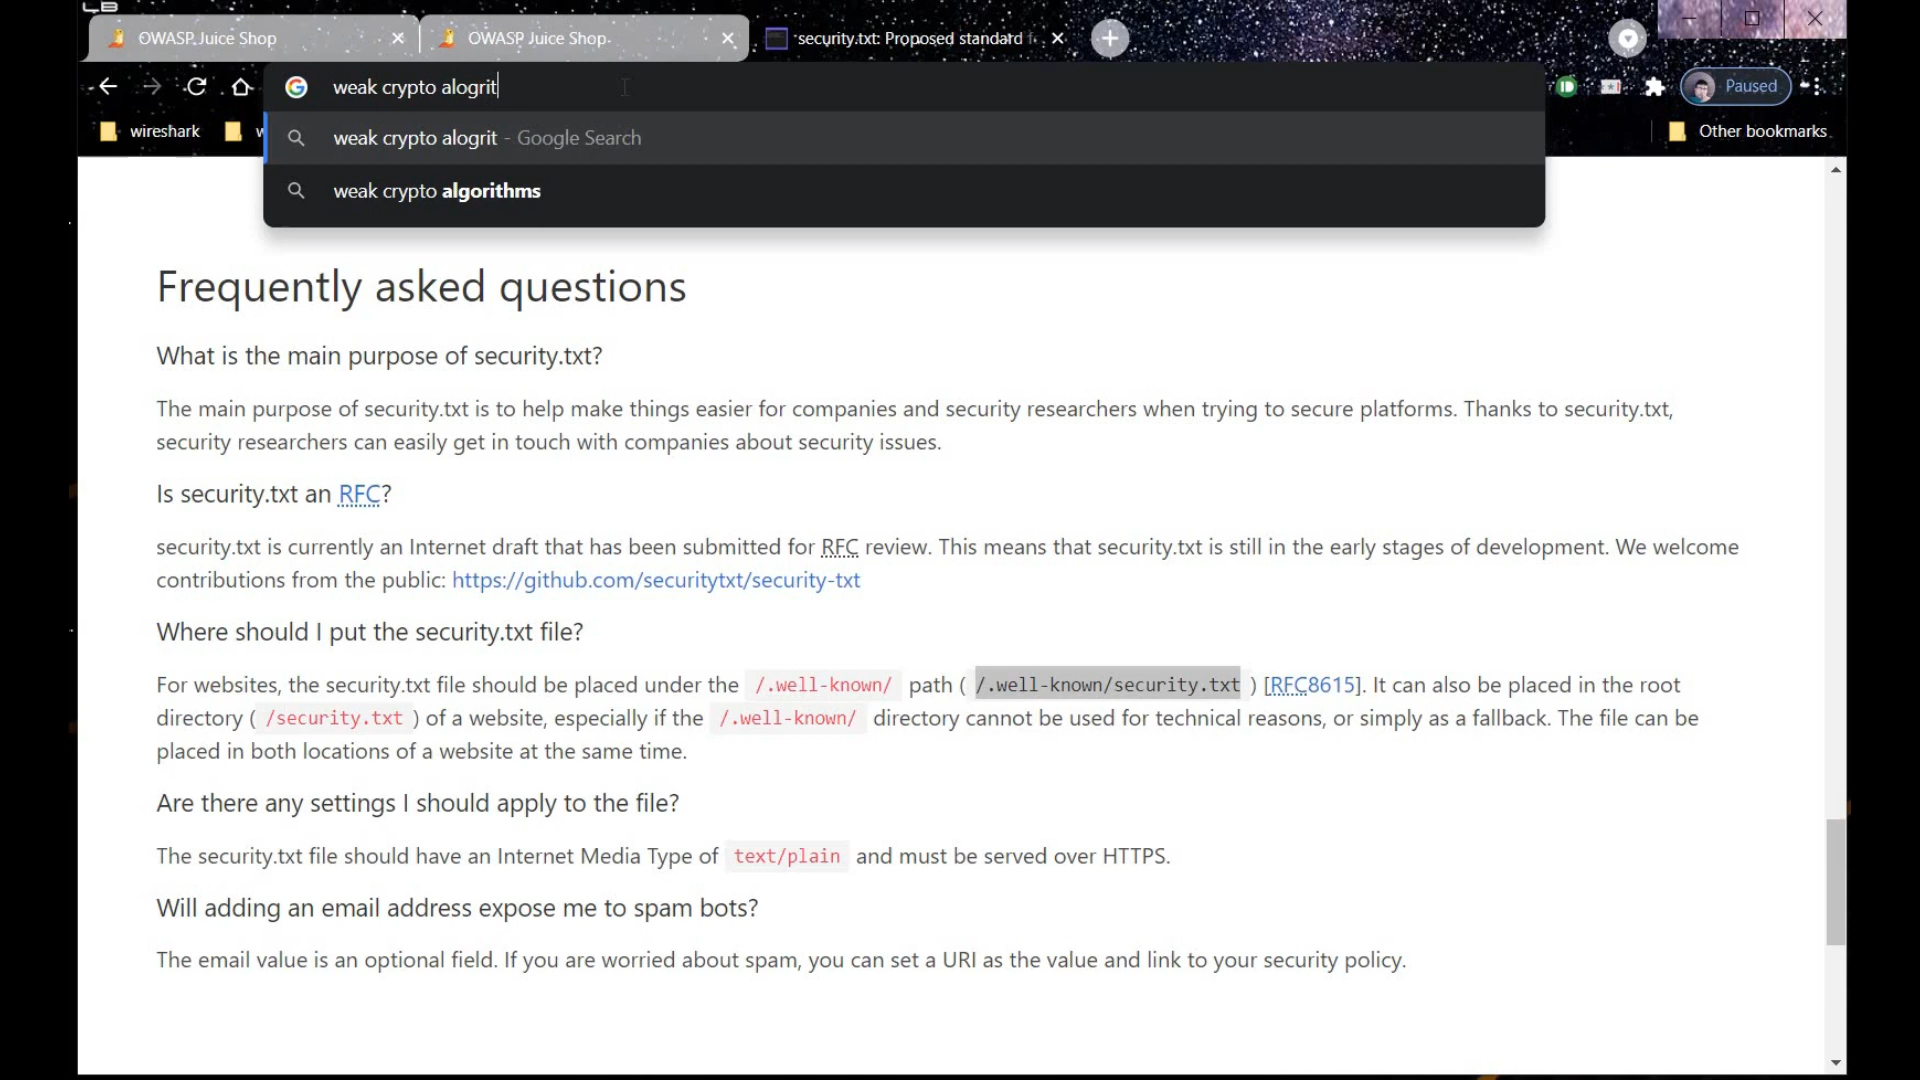 OWASP Juice Shop
OWASP Juice Shop
security.txt: Proposed standard f
weak crypto alogrit
Paused
weak crypto alogrit - Google Search
weak crypto algorithms
wireshark
Other bookmarks
Frequently asked questions
What is the main purpose of security.txt?
The main purpose of security.txt is to help make things easier for companies and security researchers when trying to secure platforms. Thanks to security.txt,
security researchers can easily get in touch with companies about security issues.
Is security.txt an RFC?
security.txt is currently an Internet draft that has been submitted for RFC review. This means that security.txt is still in the early stages of development. We welcome
contributions from the public: https://github.com/securitytxt/security-txt
Where should I put the security.txt file?
For websites, the security.txt file should be placed under the /.well-known/ path ( /.well-known/security.txt ) [RFC8615]. It can also be placed in the root
directory ( /security.txt ) of a website, especially if the /.well-known/ directory cannot be used for technical reasons, or simply as a fallback. The file can be
placed in both locations of a website at the same time.
Are there any settings I should apply to the file?
The security.txt file should have an Internet Media Type of text/plain and must be served over HTTPS.
Will adding an email address expose me to spam bots?
The email value is an optional field. If you are worried about spam, you can set a URI as the value and link to your security policy.